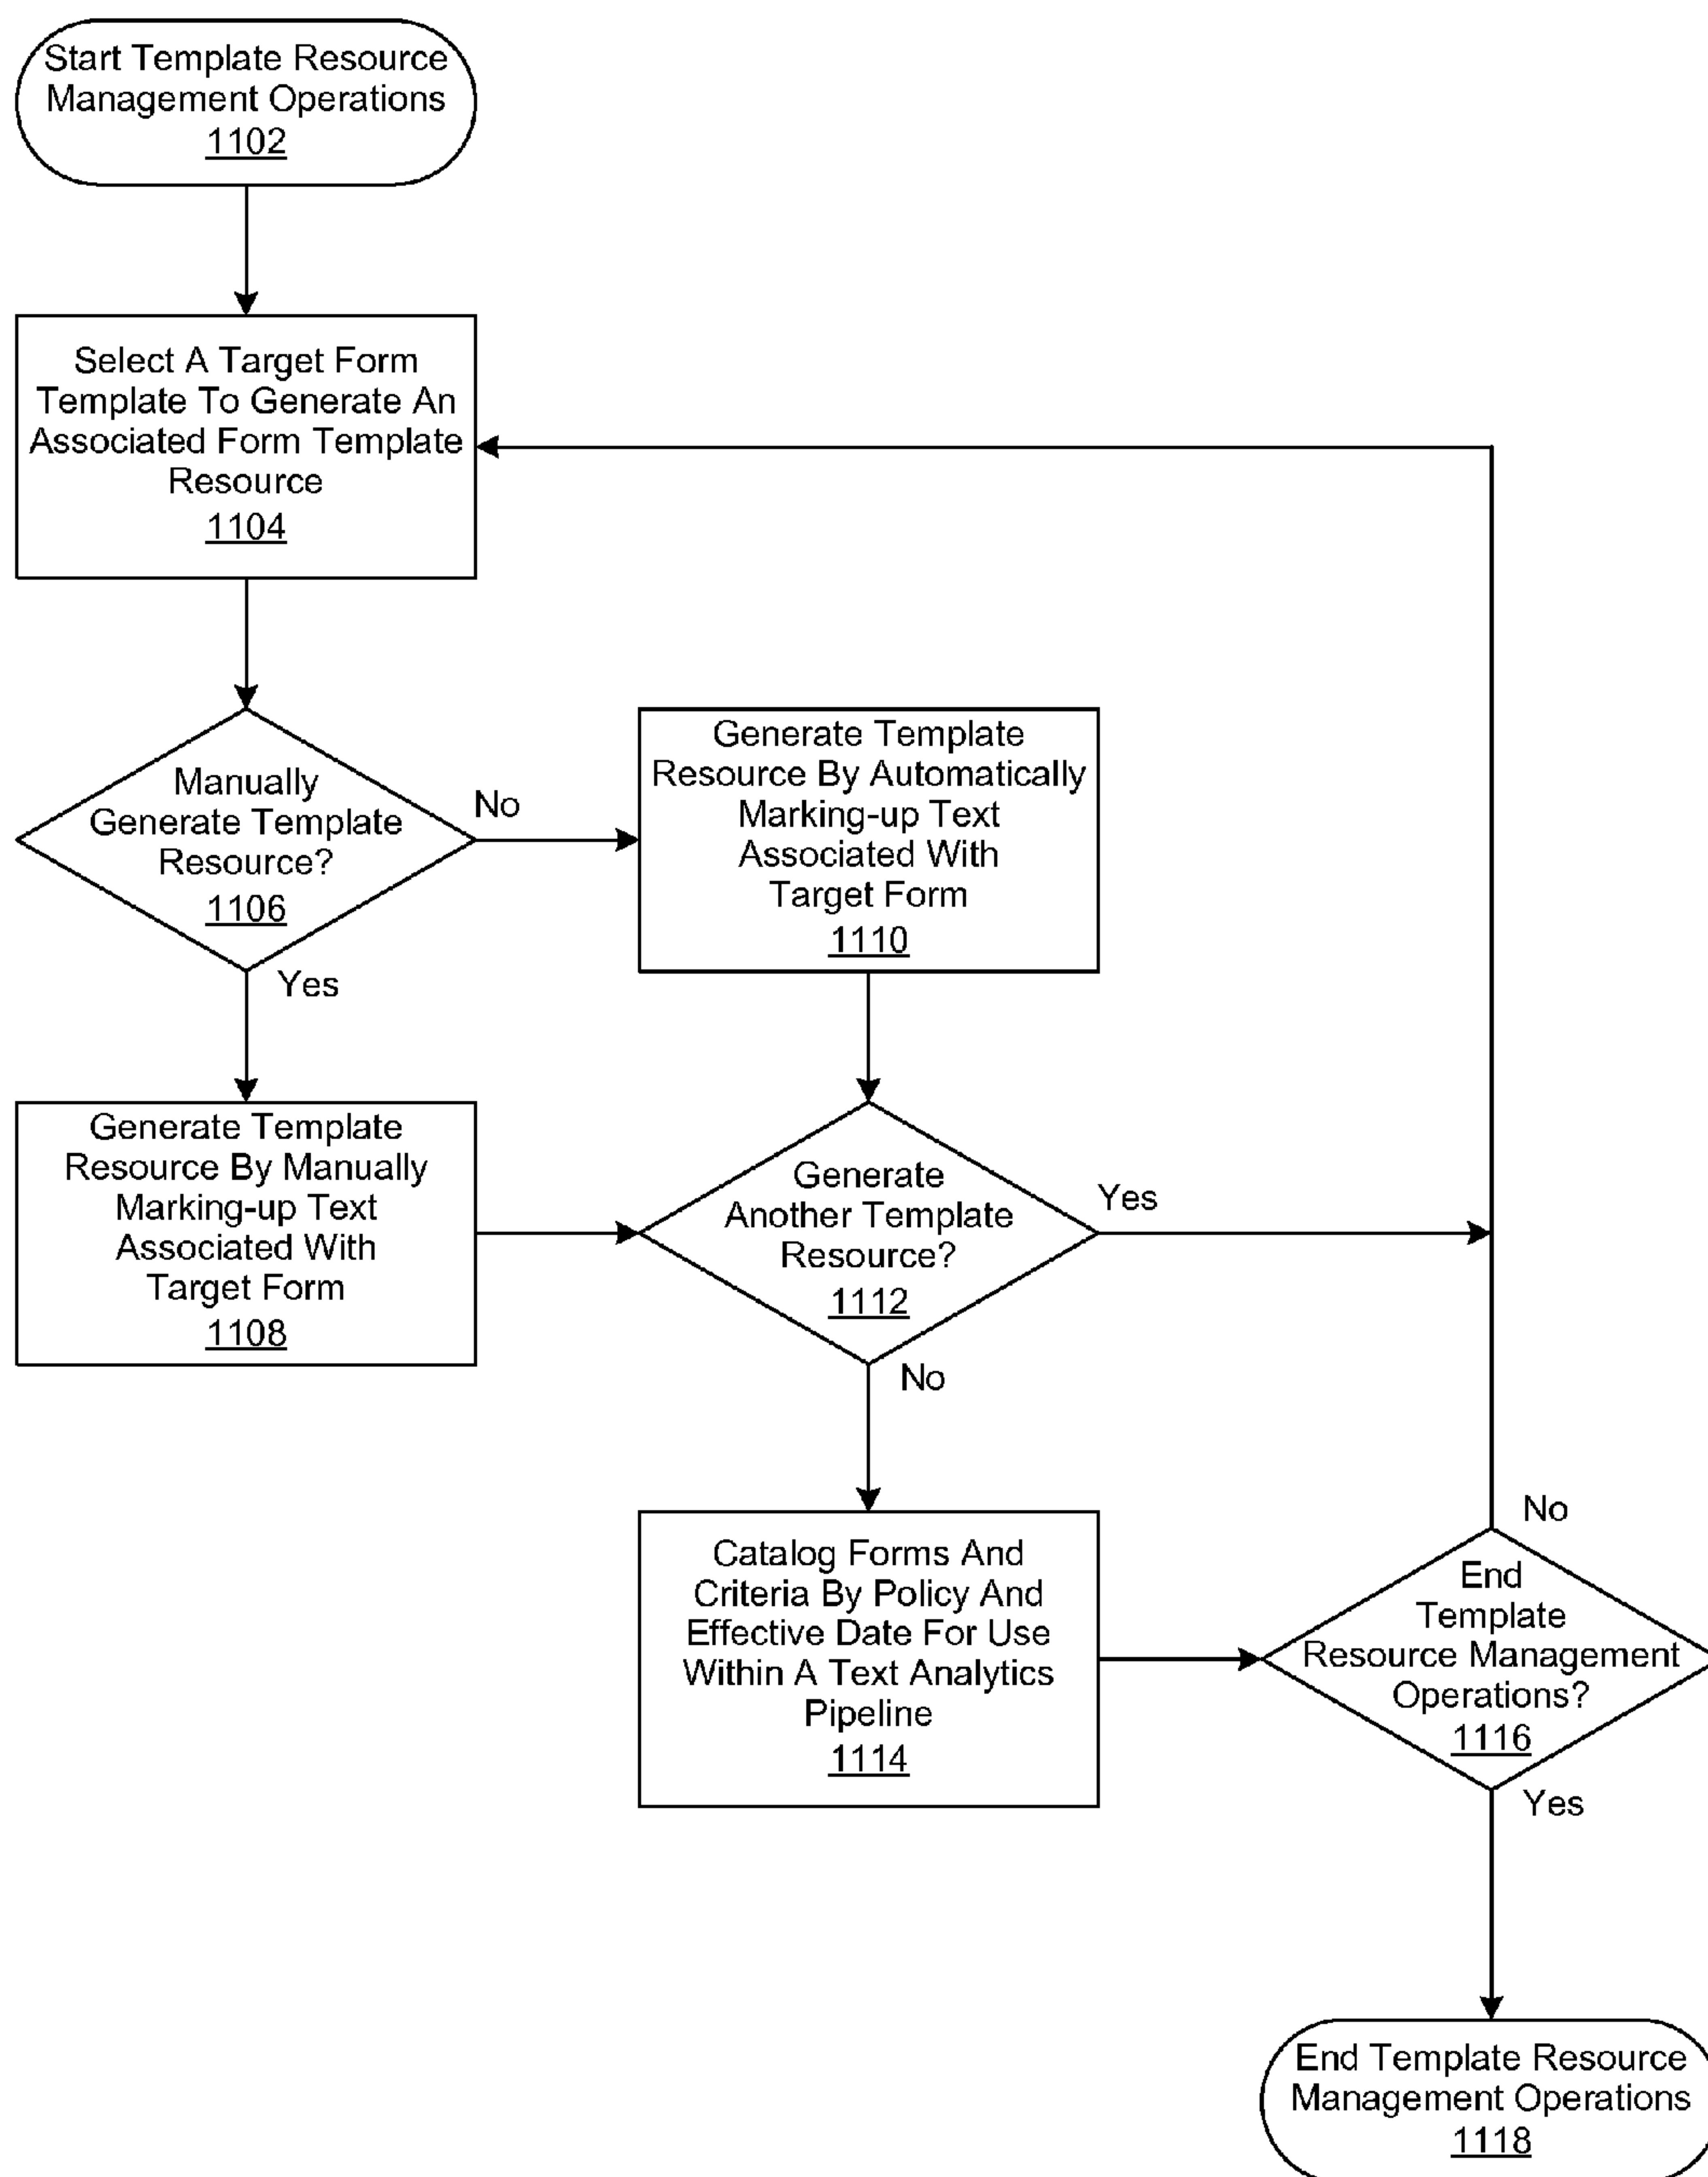 Start Template Resource
Management Operations
1102
Select A Target Form
Template To Generate An
Associated Form Template
Resource
1104
Manually
Generate Template
Resource?
1106
No
Yes
Generate Template
Resource By Automatically
Marking-up Text
Associated With
Target Form
1110
Generate Template
Resource By Manually
Marking-up Text
Associated With
Target Form
1108
Generate
Another Template
Resource?
1112
Yes
No
Catalog Forms And
Criteria By Policy And
Effective Date For Use
Within A Text Analytics
Pipeline
1114
No
End
Template
Resource Management
Operations?
1116
Yes
End Template Resource
Management Operations
1118